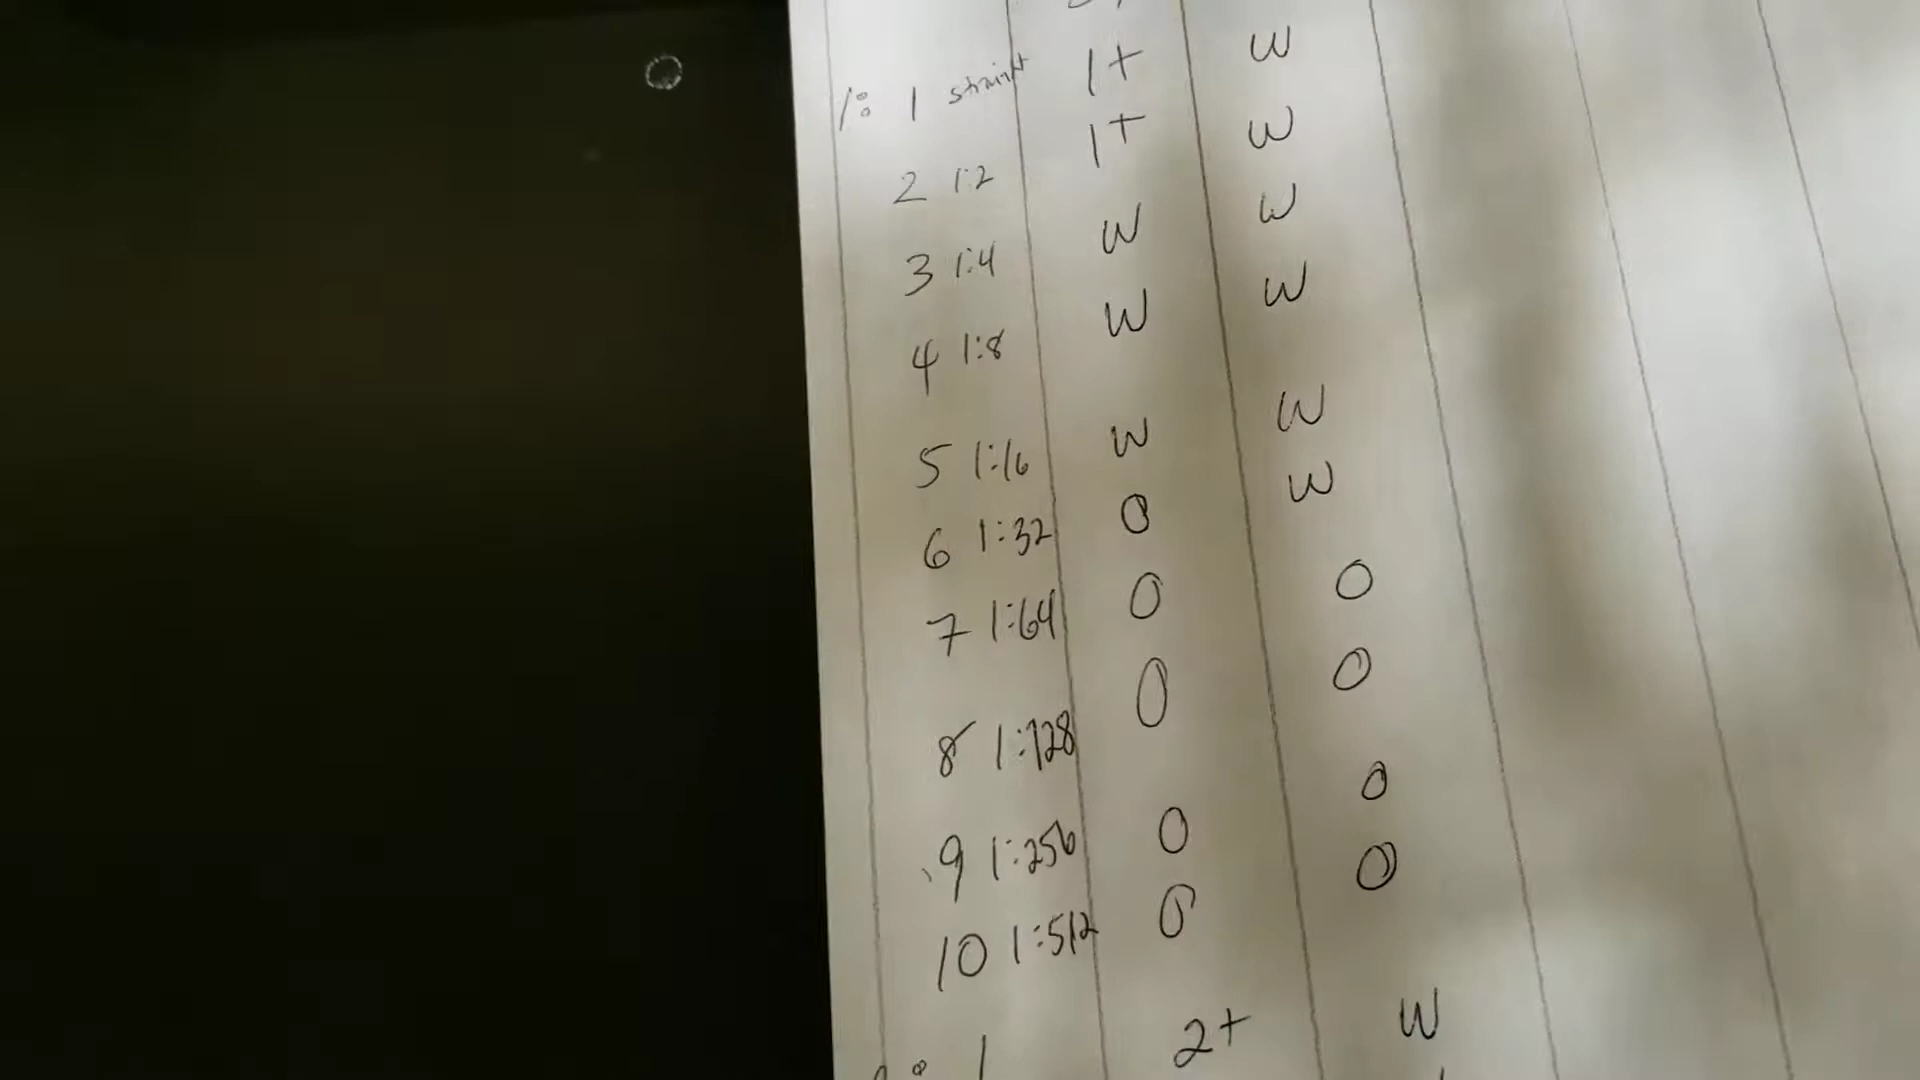 1: 1 straight 1+ W
2 1:2 1+ W
3 1:4 W W
4 1:8 W W
5 1:16 W W
6 1:32 0 W
7 1:64 0 0
8 1:128 0 0
9 1:256 0 0
10 1:512 0 0
1 2+ W